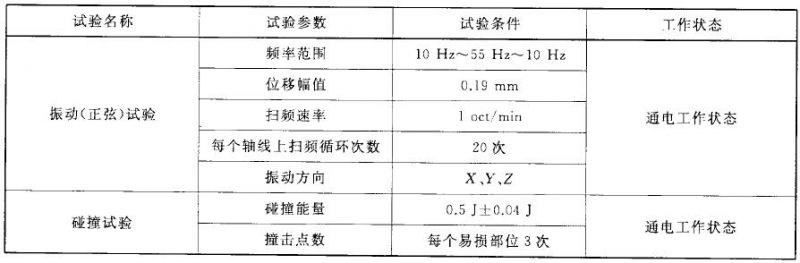 试验名称 试验参数 试验条件 工作状态
频率范围 10 Hz～55 Hz～10 Hz
位移幅值 0.19 mm
振动(正弦)试验 扫频速率 1 oct/min 通电工作状态
每个轴线上扫频循环次数 20次
振动方向 X、Y、Z
碰撞试验 碰撞能量 0.5 J±0.04 J 通电工作状态
撞击点数 每个易损部位3次